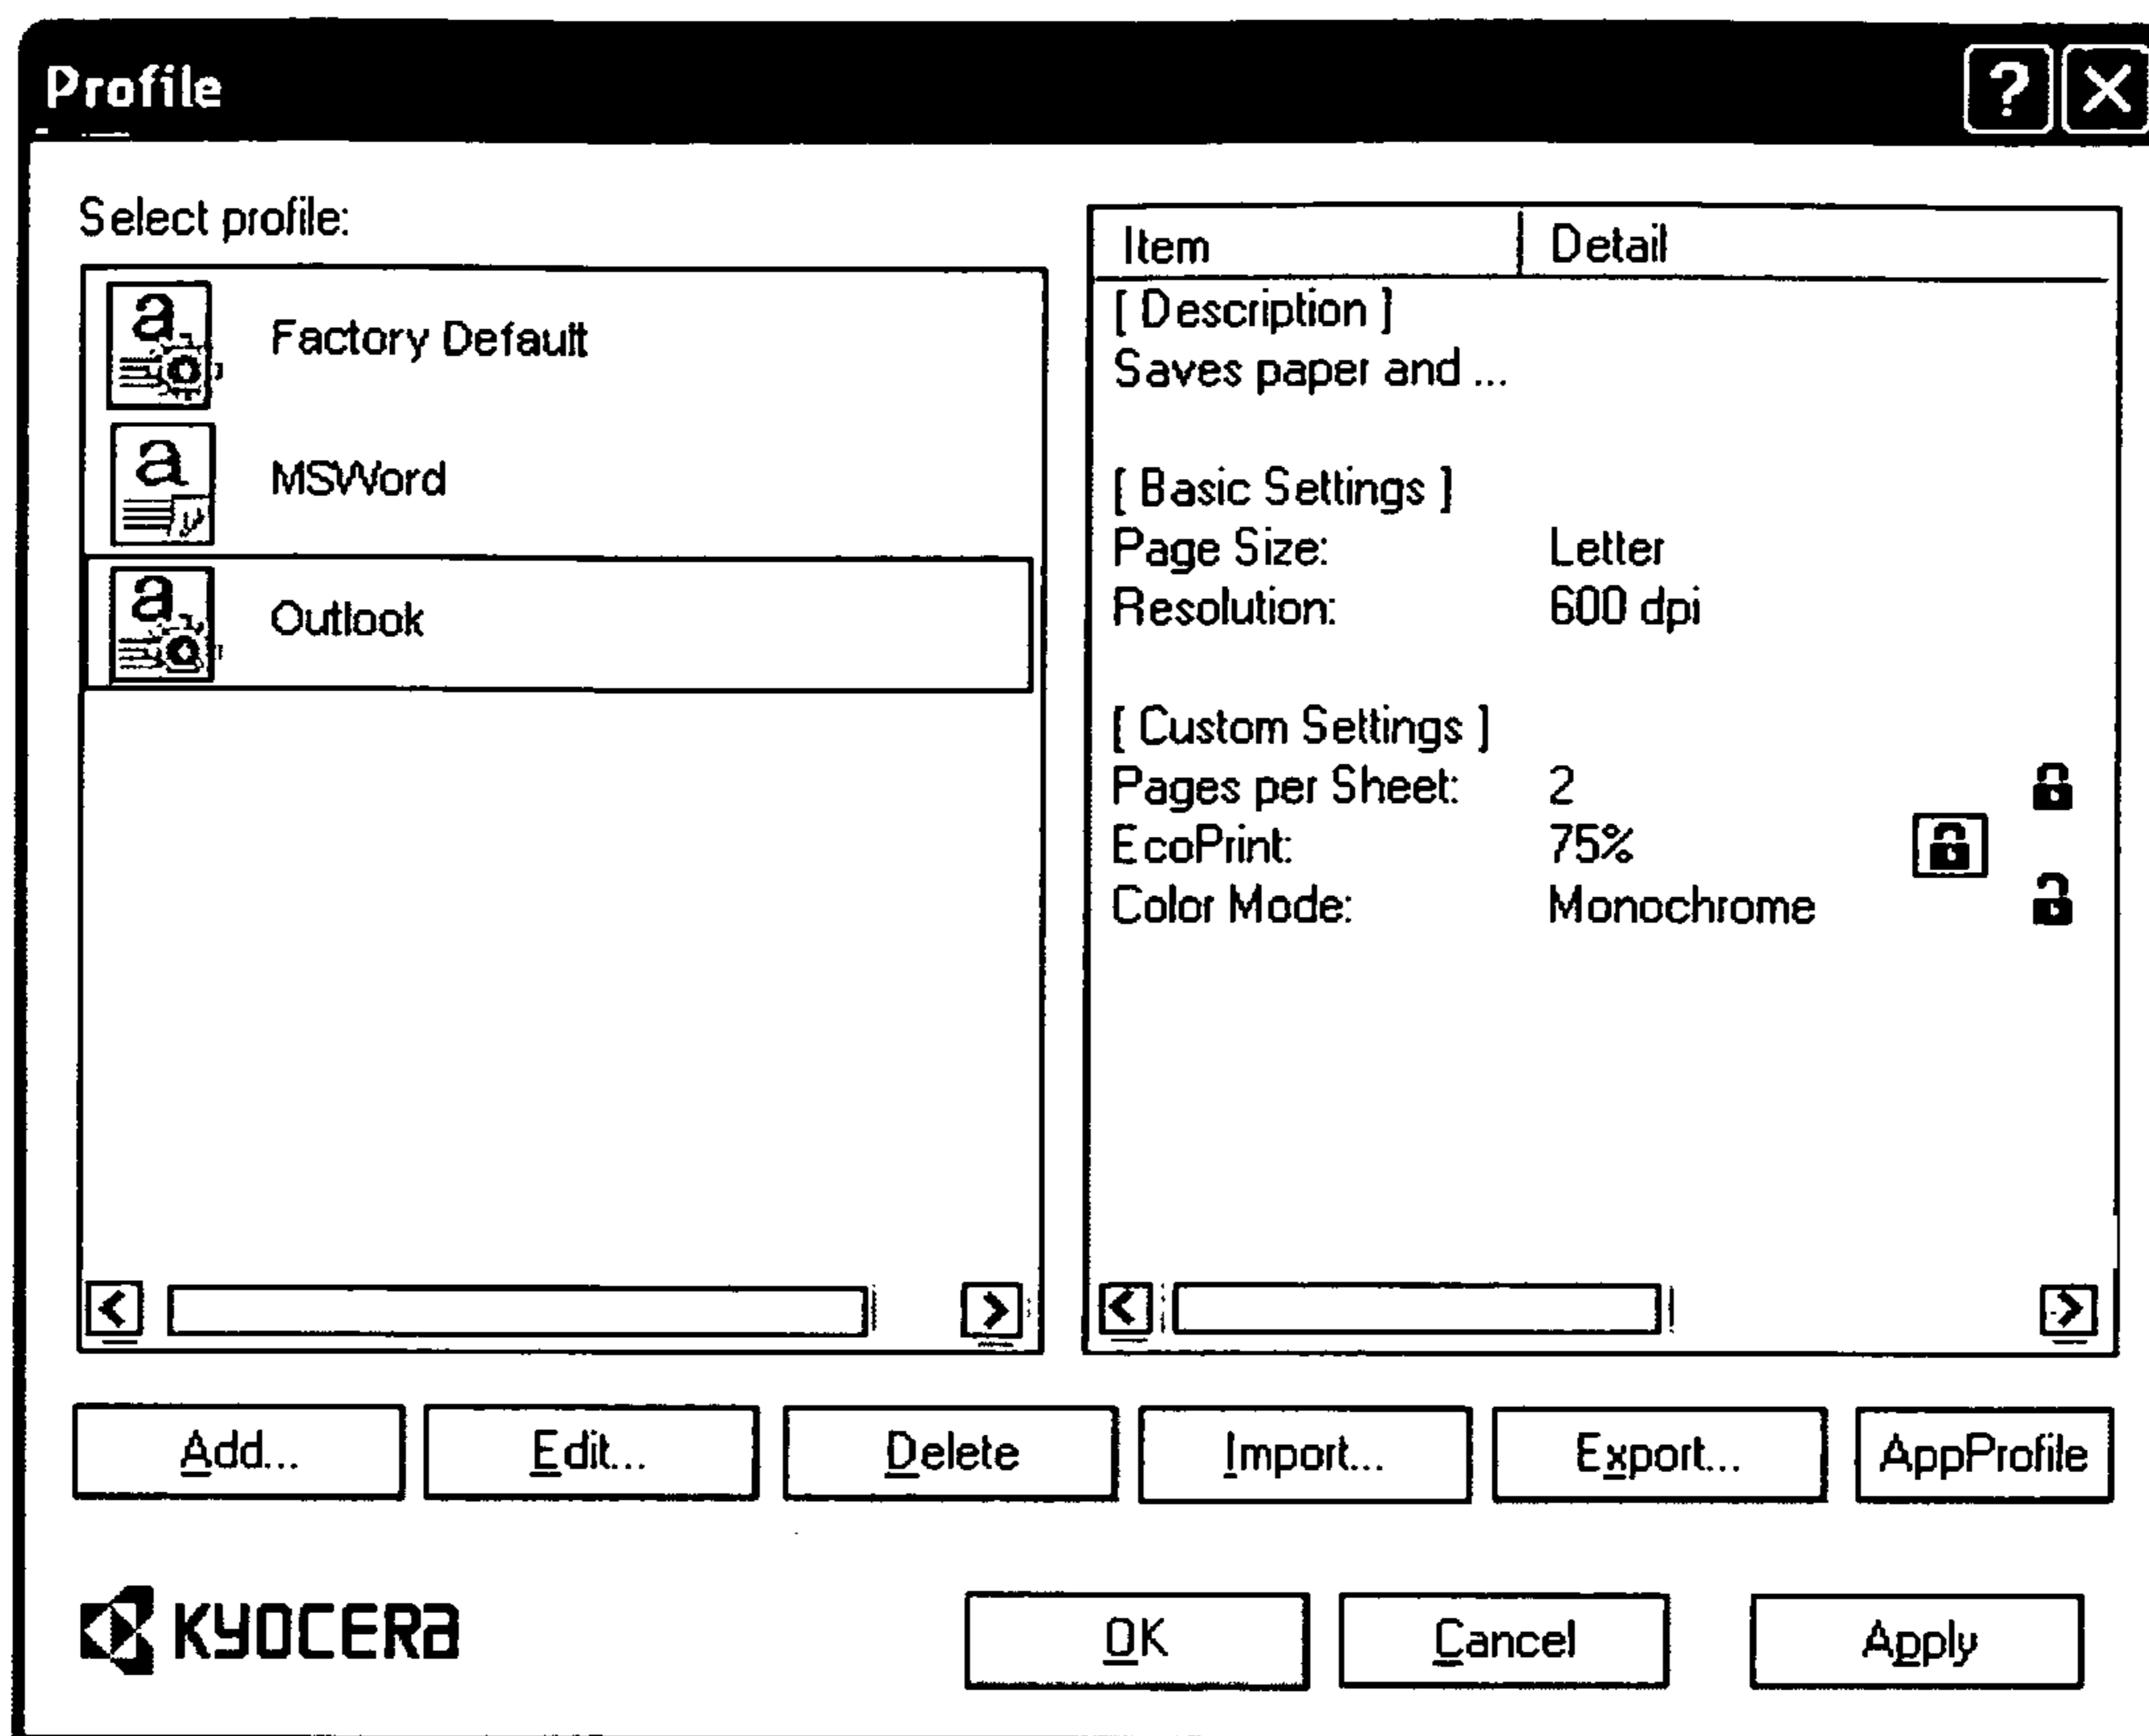 Profile
Select profile:
Factory Default
MSWord
Outlook
Item Detail
[ Description ]
Saves paper and ...
[ Basic Settings ]
Page Size: Letter
Resolution: 600 dpi
[ Custom Settings ]
Pages per Sheet: 2
EcoPrint: 75%
Color Mode: Monochrome
Add... Edit... Delete Import... Export... AppProfile
KYOCERA OK Cancel Apply